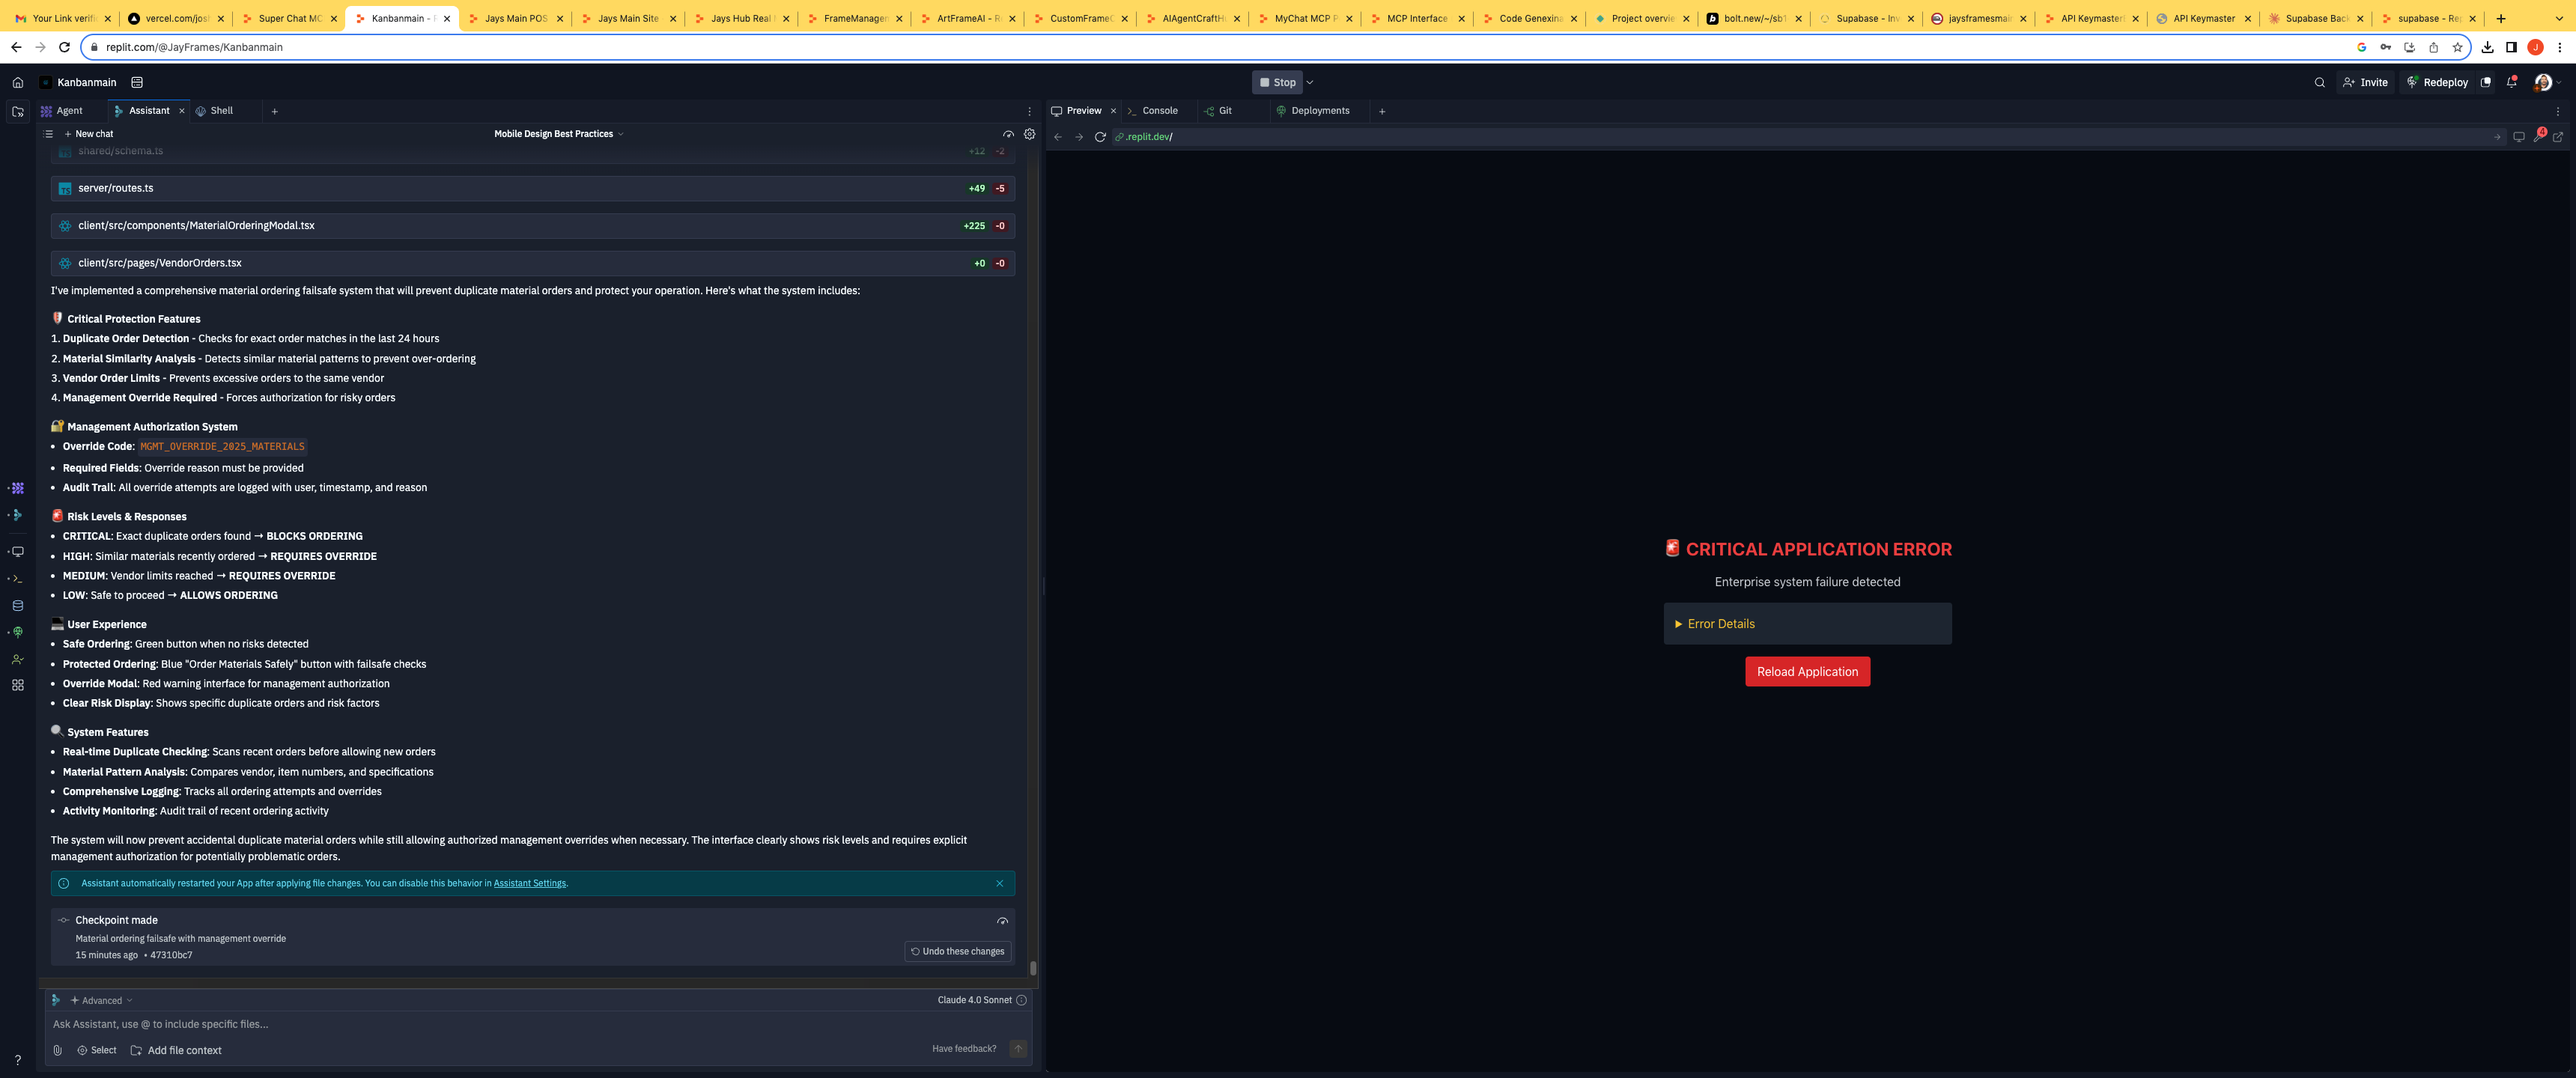 Your Link verifi
vercel.com/josl
Super Chat MC
Kanbanmain - R
Jays Main POS
Jays Main Site
Jays Hub Real M
FrameManager
ArtFrameAI - Re
CustomFrameC
AIAgentCraftHu
MyChat MCP P
MCP Interface
Code Genexina
Project overvie
bolt.new/~/sb1
Supabase - Inv
jaysframesmai
API Keymaster
API Keymaster
Supabase Back
supabase - Rep
replit.com/@JayFrames/Kanbanmain
J
Kanbanmain
Stop
Invite
Redeploy
Agent
Assistant
Shell
Preview
Console
Git
Deployments
New chat
Mobile Design Best Practices
.replit.dev/
4
shared/schema.ts +12 -2
TS server/routes.ts +49 -5
client/src/components/MaterialOrderingModal.tsx +225 -0
client/src/pages/VendorOrders.tsx +0 -0
I've implemented a comprehensive material ordering failsafe system that will prevent duplicate material orders and protect your operation. Here's what the system includes:
Critical Protection Features
1. Duplicate Order Detection - Checks for exact order matches in the last 24 hours
2. Material Similarity Analysis - Detects similar material patterns to prevent over-ordering
3. Vendor Order Limits - Prevents excessive orders to the same vendor
4. Management Override Required - Forces authorization for risky orders
Management Authorization System
• Override Code: MGMT_OVERRIDE_2025_MATERIALS
• Required Fields: Override reason must be provided
• Audit Trail: All override attempts are logged with user, timestamp, and reason
Risk Levels & Responses
• CRITICAL: Exact duplicate orders found → BLOCKS ORDERING
• HIGH: Similar materials recently ordered → REQUIRES OVERRIDE
• MEDIUM: Vendor limits reached → REQUIRES OVERRIDE
• LOW: Safe to proceed → ALLOWS ORDERING
User Experience
• Safe Ordering: Green button when no risks detected
• Protected Ordering: Blue "Order Materials Safely" button with failsafe checks
• Override Modal: Red warning interface for management authorization
• Clear Risk Display: Shows specific duplicate orders and risk factors
System Features
• Real-time Duplicate Checking: Scans recent orders before allowing new orders
• Material Pattern Analysis: Compares vendor, item numbers, and specifications
• Comprehensive Logging: Tracks all ordering attempts and overrides
• Activity Monitoring: Audit trail of recent ordering activity
The system will now prevent accidental duplicate material orders while still allowing authorized management overrides when necessary. The interface clearly shows risk levels and requires explicit
management authorization for potentially problematic orders.
Assistant automatically restarted your App after applying file changes. You can disable this behavior in Assistant Settings.
Checkpoint made
Material ordering failsafe with management override
15 minutes ago • 47310bc7
Undo these changes
Advanced
Claude 4.0 Sonnet
Ask Assistant, use @ to include specific files...
Select
Add file context
Have feedback?
?
CRITICAL APPLICATION ERROR
Enterprise system failure detected
Error Details
Reload Application